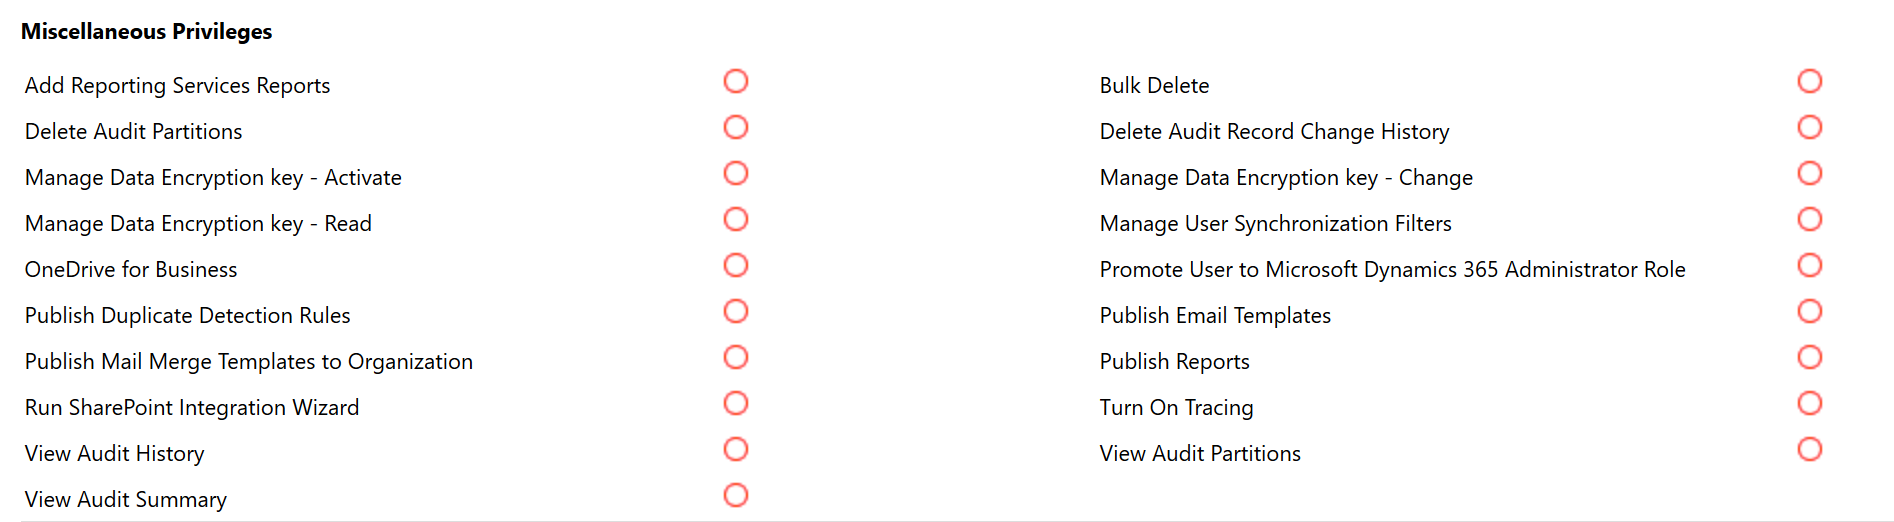 Miscellaneous Privileges
Add Reporting Services Reports
Bulk Delete
Delete Audit Partitions
Delete Audit Record Change History
Manage Data Encryption key - Activate
Manage Data Encryption key - Change
Manage Data Encryption key - Read
Manage User Synchronization Filters
OneDrive for Business
Promote User to Microsoft Dynamics 365 Administrator Role
Publish Duplicate Detection Rules
Publish Email Templates
Publish Mail Merge Templates to Organization
Publish Reports
Run SharePoint Integration Wizard
Turn On Tracing
View Audit History
View Audit Partitions
View Audit Summary